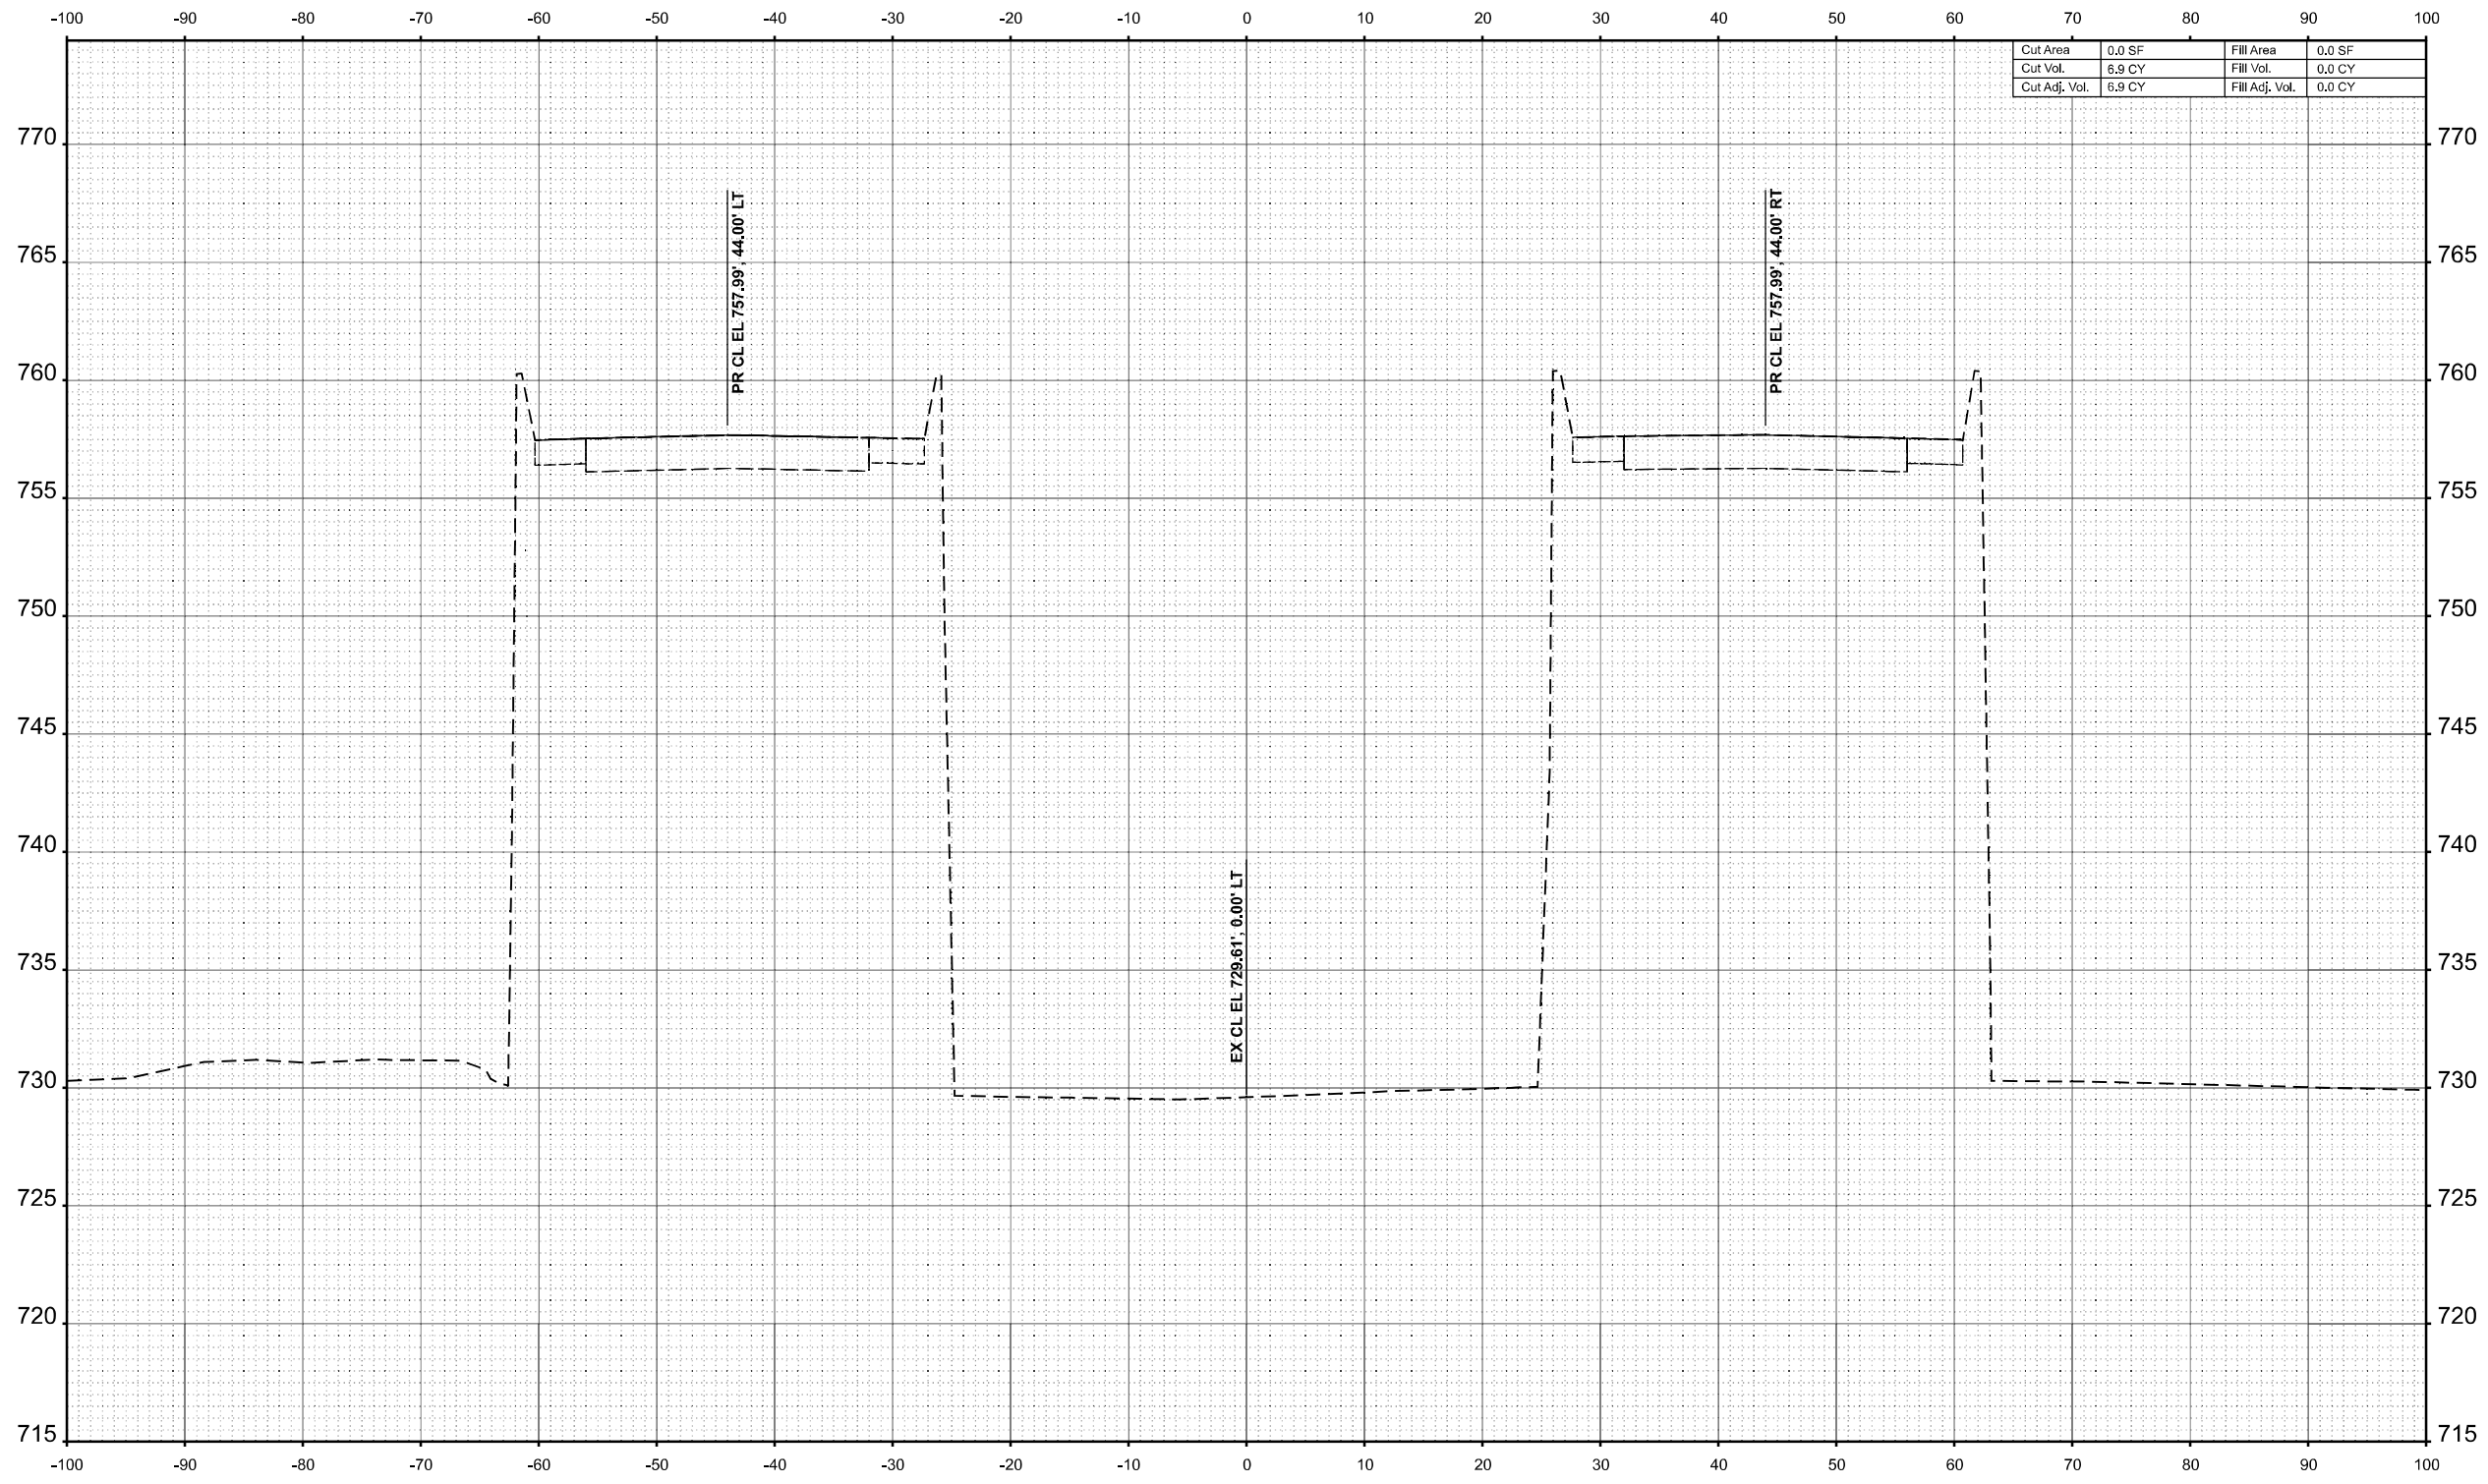 -100 -90 -80 -70 -60 -50 -40 -30 -20 -10 0 10 20 30 40 50 60 70 80 90 100
Cut Area 0.0 SF Fill Area 0.0 SF
Cut Vol. 6.9 CY Fill Vol. 0.0 CY
Cut Adj. Vol. 6.9 CY Fill Adj. Vol. 0.0 CY
770 770
PR CL EL 757.99', 44.00' LT
PR CL EL 757.99', 44.00' RT
765 765
760 760
755 755
750 750
745 745
740 740
EX CL EL 729.61', 0.00' LT
735 735
730 730
725 725
720 720
715 715
-100 -90 -80 -70 -60 -50 -40 -30 -20 -10 0 10 20 30 40 50 60 70 80 90 100